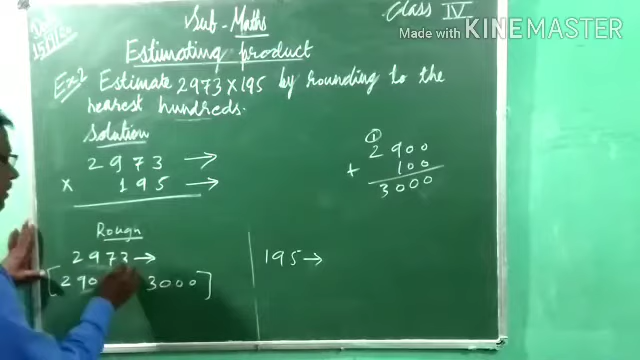 Sub- Maths
Class IV
Made with KINEMASTER
Estimating product
Ex2 Estimate 2973 × 195 by rounding to the
nearest hundreds.
Solution
2 9 7 3 →
× 1 9 5 →
1
2 9 0 0
+ 1 0 0
3 0 0 0
Rough
2 9 7 3 →
[290 3000]
195 →